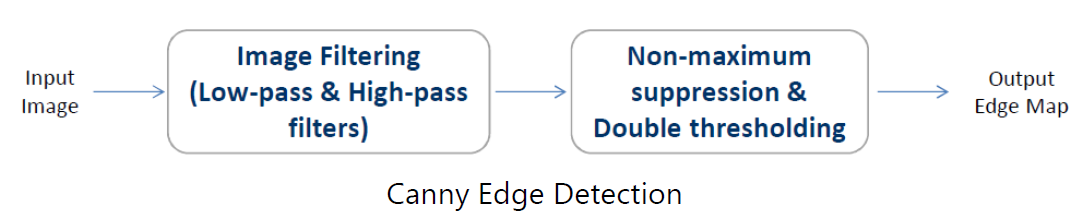 Input
Image
Image Filtering
(Low-pass & High-pass
filters)
Non-maximum
suppression &
Double thresholding
Output
Edge Map
Canny Edge Detection